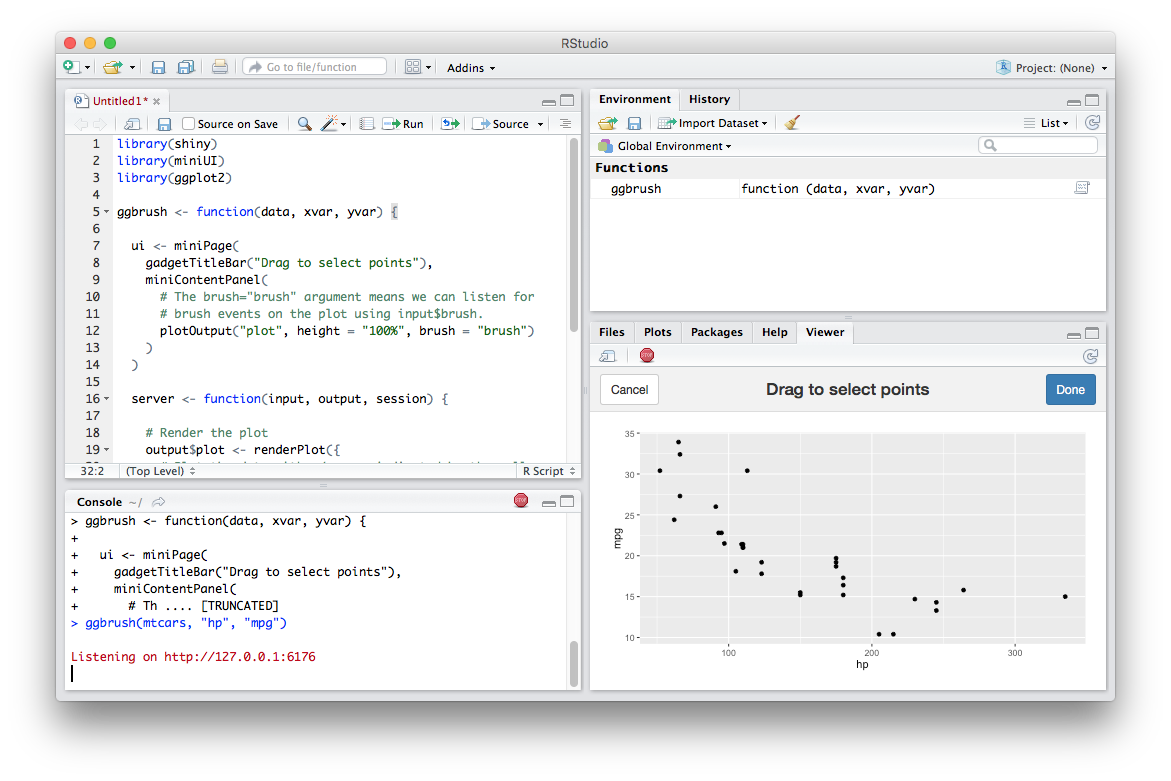 RStudio
Go to file/function
Addins
Project: (None)
Untitled1*
Source on Save
Run
Source
1 library(shiny)
2 library(miniUI)
3 library(ggplot2)
4
5 ggbrush <- function(data, xvar, yvar) {
6
7 ui <- miniPage(
8 gadgetTitleBar("Drag to select points"),
9 miniContentPanel(
10 # The brush="brush" argument means we can listen for
11 # brush events on the plot using input$brush.
12 plotOutput("plot", height = "100%", brush = "brush")
13 )
14 )
15
16 server <- function(input, output, session) {
17
18 # Render the plot
19 output$plot <- renderPlot({
32:2 (Top Level) R Script
Console ~/
STOP
> ggbrush <- function(data, xvar, yvar) {
+
+ ui <- miniPage(
+ gadgetTitleBar("Drag to select points"),
+ miniContentPanel(
+ # Th .... [TRUNCATED]
> ggbrush(mtcars, "hp", "mpg")
Listening on http://127.0.0.1:6176
Environment History
Import Dataset
List
Global Environment
Functions
ggbrush function (data, xvar, yvar)
Files Plots Packages Help Viewer
STOP
Cancel Drag to select points Done
35
30
25
20
15
10
mpg
100 200 300
hp